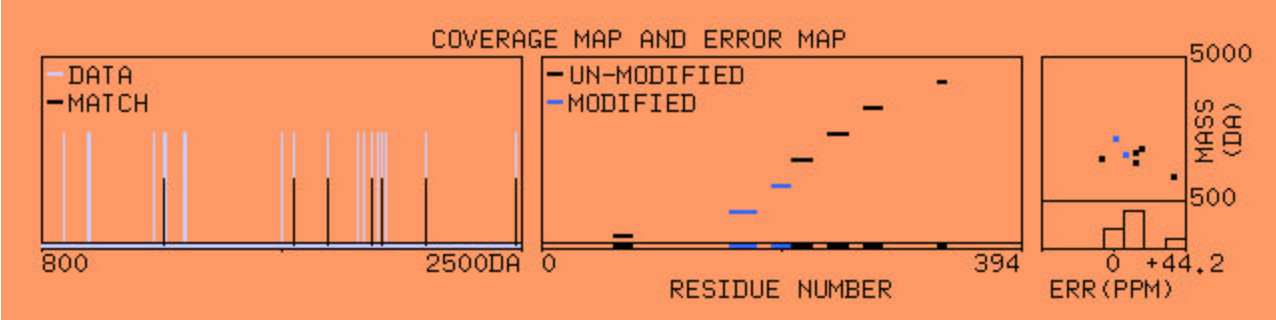 COVERAGE MAP AND ERROR MAP
DATA
MATCH
UN-MODIFIED
MODIFIED
5000
MASS
(DA)
500
800
2500DA
0
394
0
+44.2
RESIDUE NUMBER
ERR(PPM)